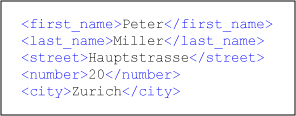 <first_name>Peter</first_name>
<last_name>Miller</last_name>
<street>Hauptstrasse</street>
<number>20</number>
<city>Zurich</city>